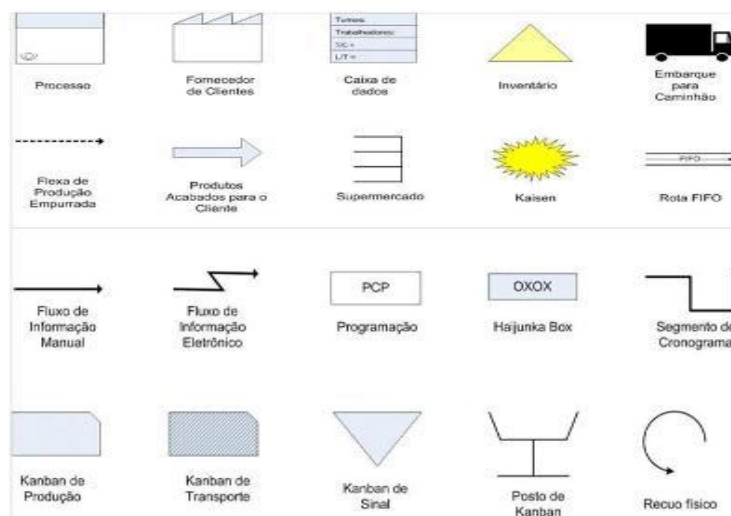 Turnos:
Trabalhadores:
T/C =
L/T =
Processo
Fornecedor
de Clientes
Caixa de
dados
Inventário
Embarque
para
Caminhão
FIFO
Flexa de
Produção
Empurrada
Produtos
Acabados para o
Cliente
Supermercado
Kaisen
Rota FIFO
PCP
OXOX
Fluxo de
Informação
Manual
Fluxo de
Informação
Eletrônico
Programação
Haijunka Box
Segmento de
Cronograma
Kanban de
Produção
Kanban de
Transporte
Kanban de
Sinal
Posto de
Kanban
Recuo físico